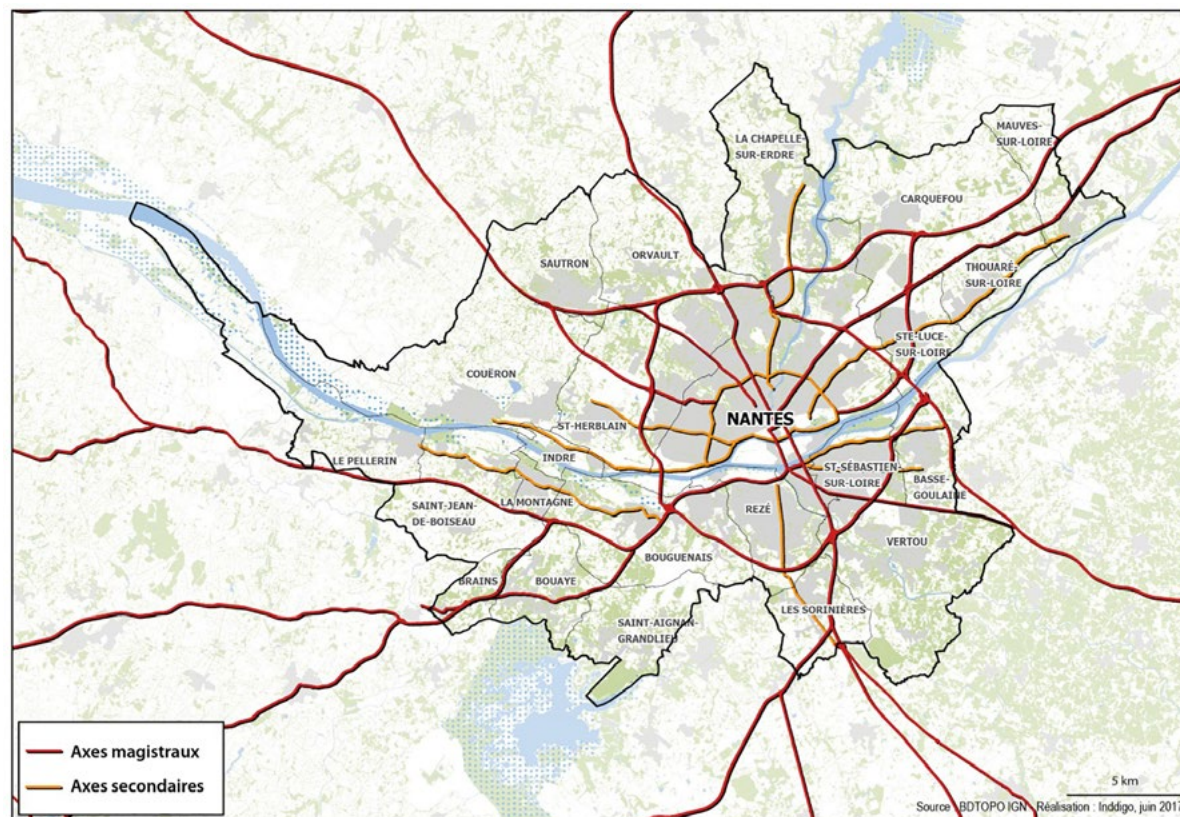 LA CHAPELLE-
SUR-ERDRE
MAUVES-
SUR-LOIRE
CARQUEFOU
SAUTRON
ORVAULT
THOUARÉ-
SUR-LOIRE
STE-LUCE-
SUR-LOIRE
COUËRON
NANTES
ST-HERBLAIN
INDRE
LE PELLERIN
ST-SÉBASTIEN-
SUR-LOIRE
BASSE-
GOULAINE
SAINT-JEAN-
DE-BOISEAU
LA MONTAGNE
REZÉ
VERTOU
BOUGUENAIS
BRAINS
BOUAYE
LES SORINIÈRES
SAINT-AIGNAN-
GRANDLIEU
Axes magistraux
Axes secondaires
5 km
Source : BDTOPO IGN - Réalisation : Inddigo, juin 2017